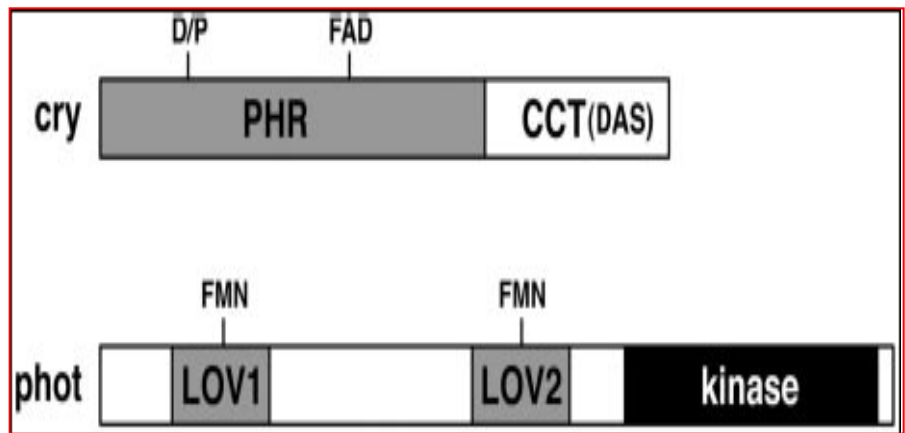 D/P FAD
cry PHR CCT(DAS)
FMN FMN
phot LOV1 LOV2 kinase